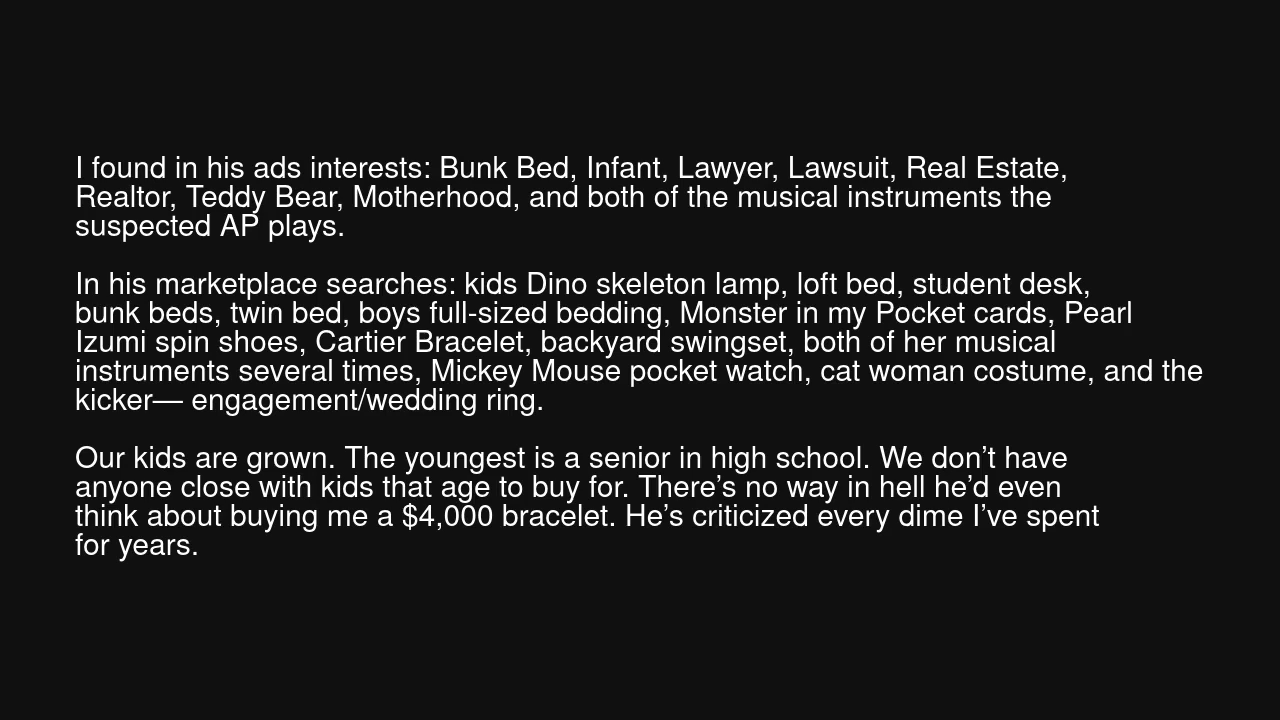 I found in his ads interests: Bunk Bed, Infant, Lawyer, Lawsuit, Real Estate,
Realtor, Teddy Bear, Motherhood, and both of the musical instruments the
suspected AP plays.
In his marketplace searches: kids Dino skeleton lamp, loft bed, student desk,
bunk beds, twin bed, boys full-sized bedding, Monster in my Pocket cards, Pearl
Izumi spin shoes, Cartier Bracelet, backyard swingset, both of her musical
instruments several times, Mickey Mouse pocket watch, cat woman costume, and the
kicker— engagement/wedding ring.
Our kids are grown. The youngest is a senior in high school. We don’t have
anyone close with kids that age to buy for. There’s no way in hell he’d even
think about buying me a $4,000 bracelet. He’s criticized every dime I’ve spent
for years.